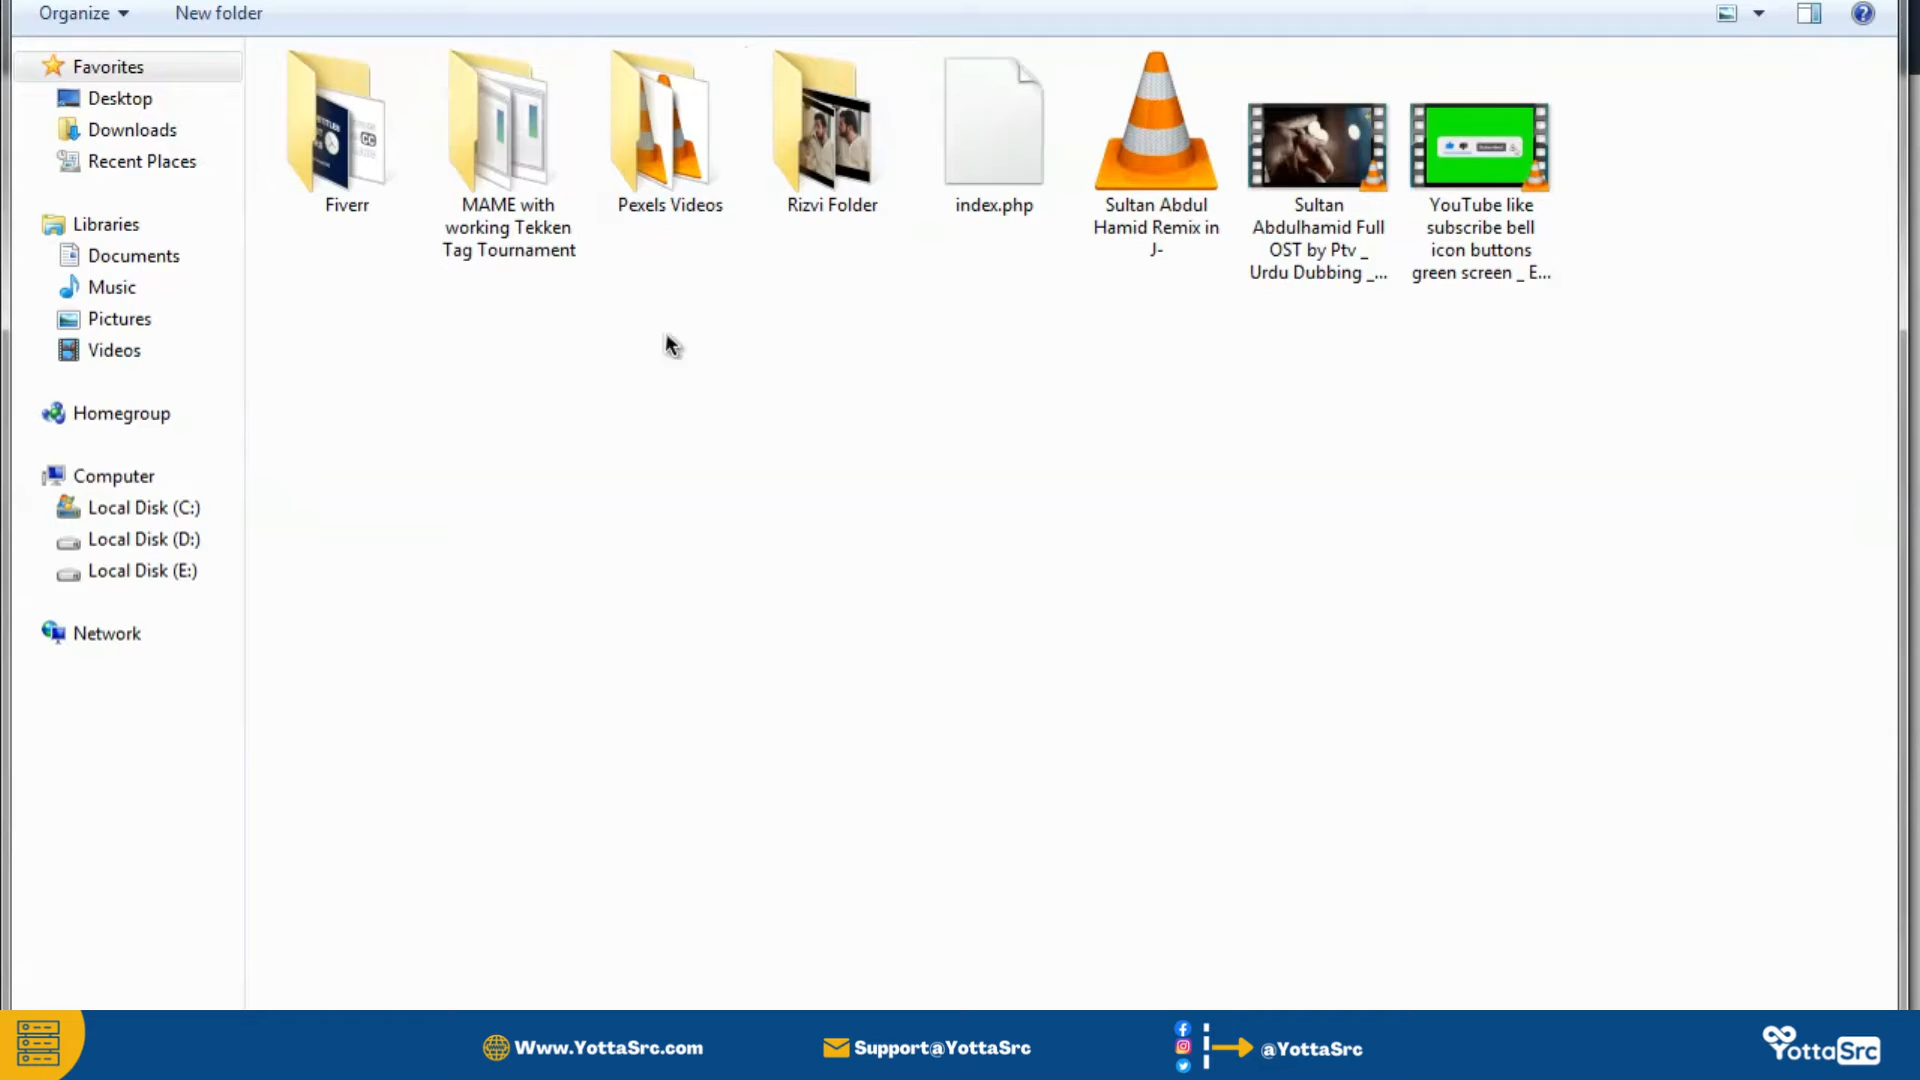 Organize
New folder
Favorites
Desktop
Downloads
Recent Places
Libraries
Documents
Music
Pictures
Videos
Homegroup
Computer
Local Disk (C:)
Local Disk (D:)
Local Disk (E:)
Network
Fiverr
MAME with
working Tekken
Tag Tournament
Pexels Videos
Rizvi Folder
index.php
Sultan Abdul
Hamid Remix in
J-
Sultan
Abdulhamid Full
OST by Ptv _
Urdu Dubbing _...
YouTube like
subscribe bell
icon buttons
green screen _ E...
Www.YottaSrc.com
Support@YottaSrc
@YottaSrc
YottaSrc